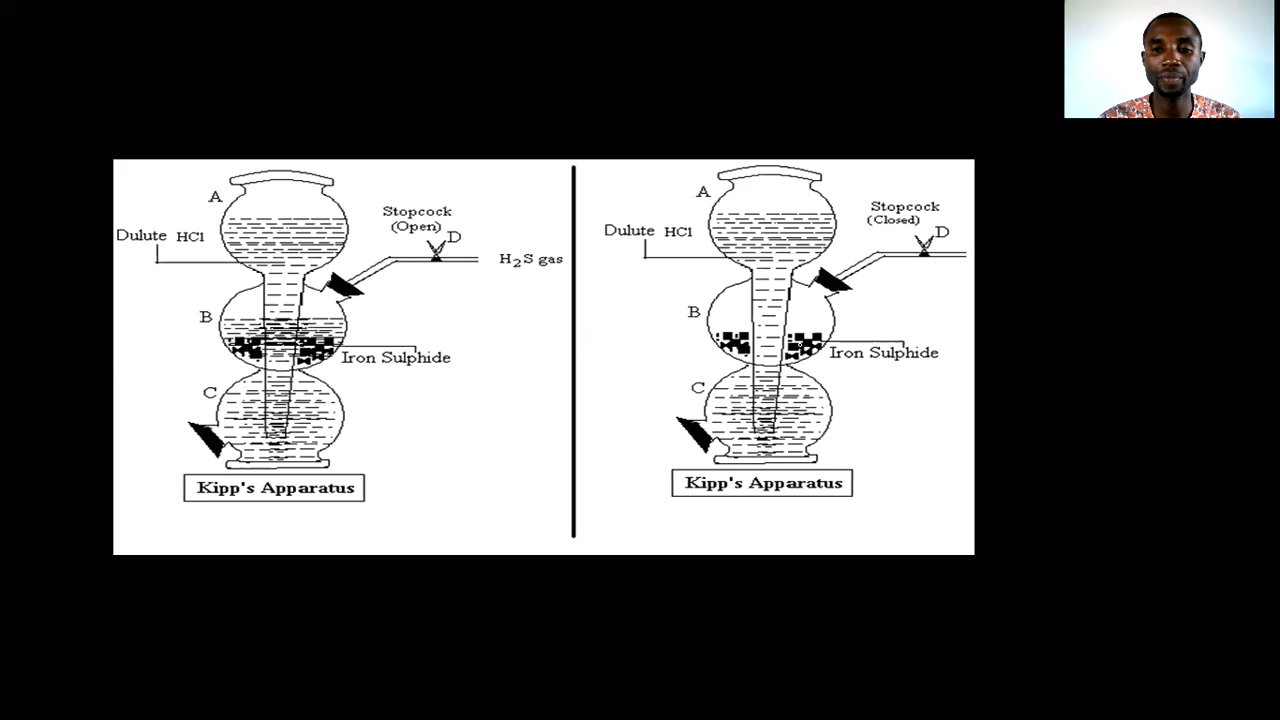 A
Stopcock
(Open)
D
Dulute HCl
H2S gas
B
Iron Sulphide
C
Kipp's Apparatus
A
Stopcock
(Closed)
D
Dulute HCl
B
Iron Sulphide
C
Kipp's Apparatus